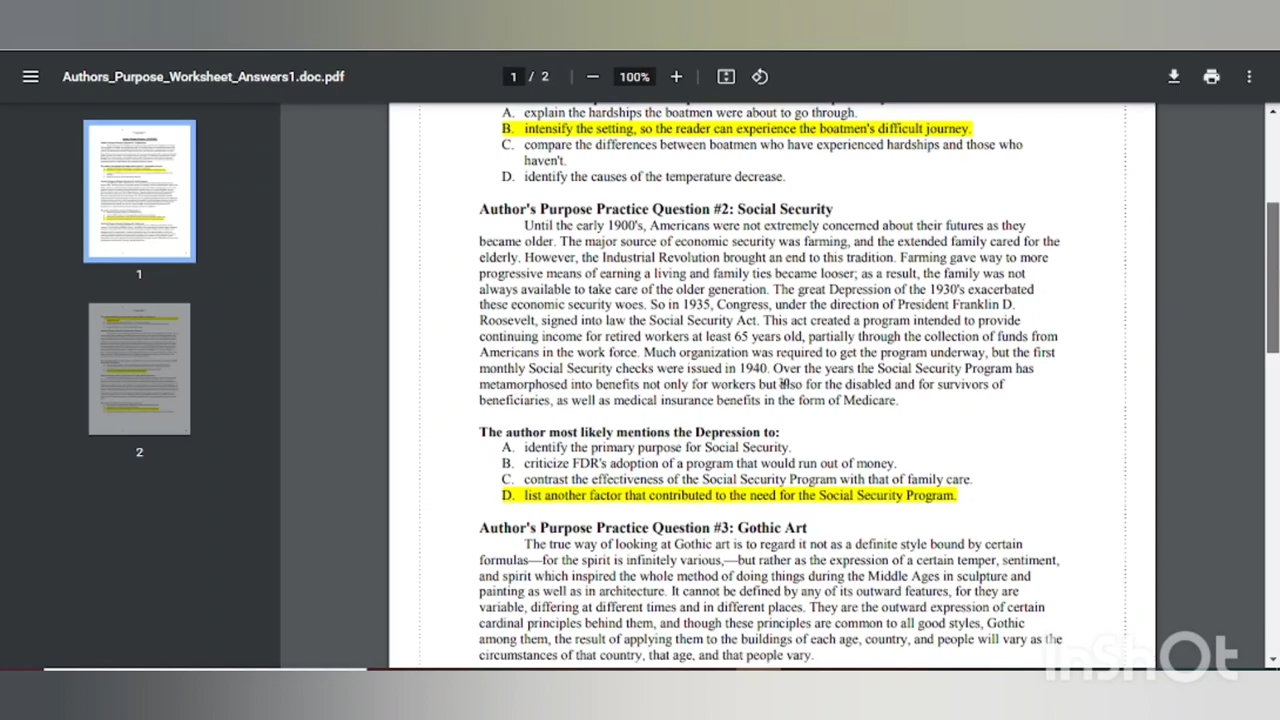 Authors_Purpose_Worksheet_Answers1.doc.pdf
1 / 2
100%
1
2
A. explain the hardships the boatmen were about to go through.
B. intensify the setting, so the reader can experience the boatmen's difficult journey.
C. compare the differences between boatmen who have experienced hardships and those who
haven't.
D. identify the causes of the temperature decrease.
Author's Purpose Practice Question #2: Social Security
Until the early 1900's, Americans were not extremely concerned about their futures as they
became older. The major source of economic security was farming, and the extended family cared for the
elderly. However, the Industrial Revolution brought an end to this tradition. Farming gave way to more
progressive means of earning a living and family ties became looser; as a result, the family was not
always available to take care of the older generation. The great Depression of the 1930's exacerbated
these economic security woes. So in 1935, Congress, under the direction of President Franklin D.
Roosevelt, signed into law the Social Security Act. This act created a program intended to provide
continuing income for retired workers at least 65 years old, partially through the collection of funds from
Americans in the work force. Much organization was required to get the program underway, but the first
monthly Social Security checks were issued in 1940. Over the years the Social Security Program has
metamorphosed into benefits not only for workers but also for the disabled and for survivors of
beneficiaries, as well as medical insurance benefits in the form of Medicare.
The author most likely mentions the Depression to:
A. identify the primary purpose for Social Security.
B. criticize FDR's adoption of a program that would run out of money.
C. contrast the effectiveness of the Social Security Program with that of family care.
D. list another factor that contributed to the need for the Social Security Program.
Author's Purpose Practice Question #3: Gothic Art
The true way of looking at Gothic art is to regard it not as a definite style bound by certain
formulas—for the spirit is infinitely various,—but rather as the expression of a certain temper, sentiment,
and spirit which inspired the whole method of doing things during the Middle Ages in sculpture and
painting as well as in architecture. It cannot be defined by any of its outward features, for they are
variable, differing at different times and in different places. They are the outward expression of certain
cardinal principles behind them, and though these principles are common to all good styles, Gothic
among them, the result of applying them to the buildings of each age, country, and people will vary as the
circumstances of that country, that age, and that people vary.
InShOt